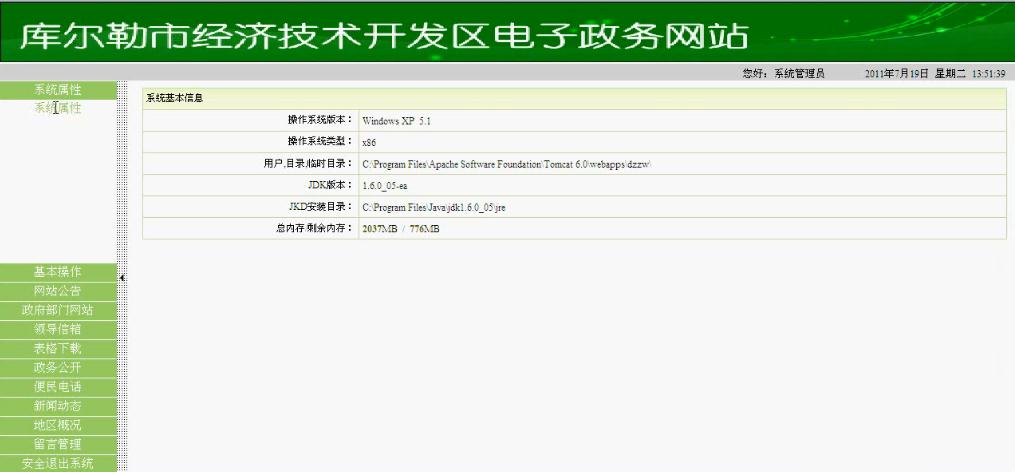 库尔勒市经济技术开发区电子政务网站
您好：系统管理员 2011年7月19日 星期二 13:51:39
系统属性
系统属性
系统基本信息
操作系统版本： Windows XP 5.1
操作系统类型： x86
用户,目录/临时目录： C:\Program Files\Apache Software Foundation\Tomcat 6.0\webapps\dzzw\
JDK版本： 1.6.0_05-ea
JKD安装目录： C:\Program Files\Java\jdk1.6.0_05\jre
总内存/剩余内存： 2037MB / 776MB
基本操作
网站公告
政府部门网站
领导信箱
表格下载
政务公开
便民电话
新闻动态
地区概况
留言管理
安全退出系统